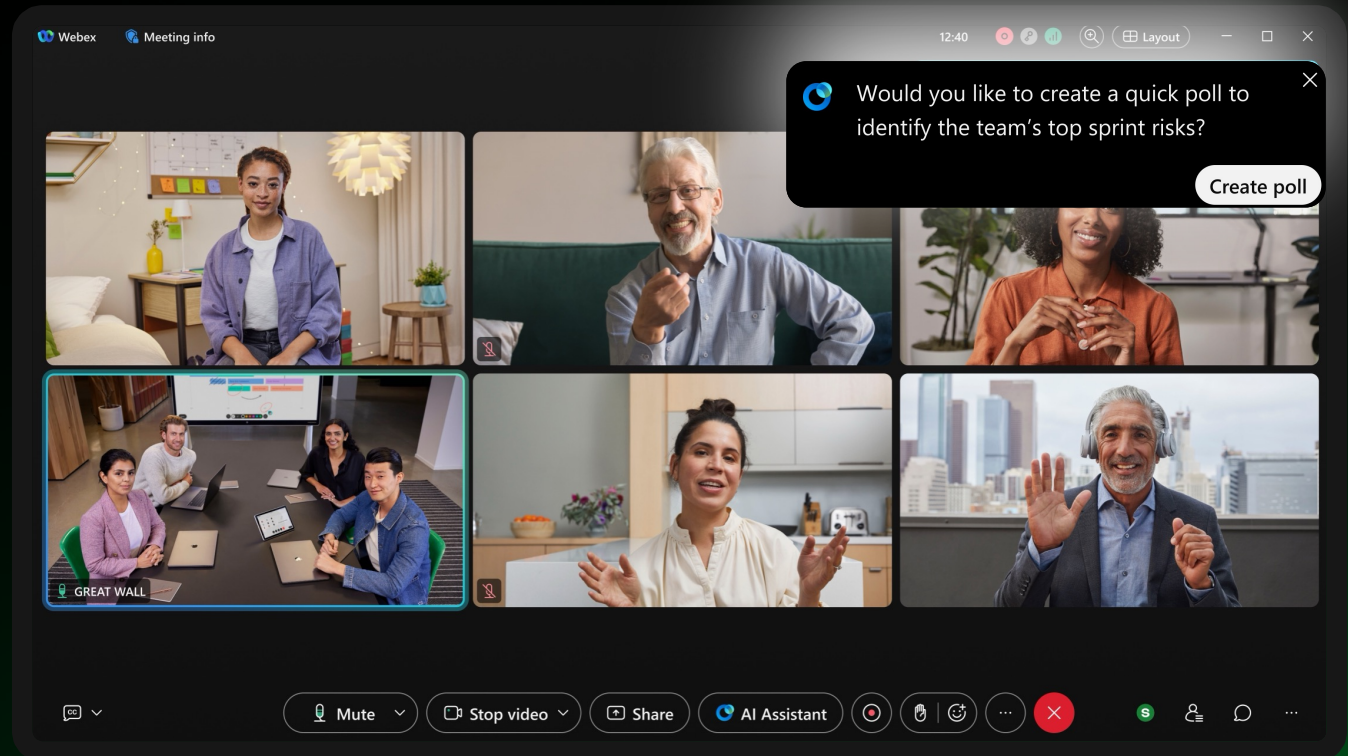 Webex
Meeting info
12:40
Layout
Would you like to create a quick poll to
identify the team’s top sprint risks?
Create poll
GREAT WALL
CC
Mute
Stop video
Share
AI Assistant
S